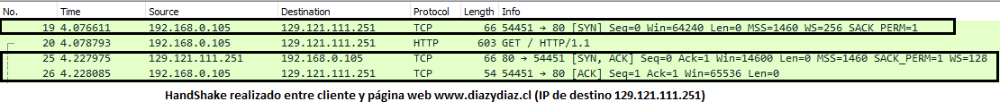 No. Time Source Destination Protocol Length Info
19 4.076611 192.168.0.105 129.121.111.251 TCP 66 54451 → 80 [SYN] Seq=0 Win=64240 Len=0 MSS=1460 WS=256 SACK_PERM=1
20 4.078793 192.168.0.105 129.121.111.251 HTTP 603 GET / HTTP/1.1
25 4.227975 129.121.111.251 192.168.0.105 TCP 66 80 → 54451 [SYN, ACK] Seq=0 Ack=1 Win=14600 Len=0 MSS=1460 SACK_PERM=1 WS=128
26 4.228085 192.168.0.105 129.121.111.251 TCP 54 54451 → 80 [ACK] Seq=1 Ack=1 Win=65536 Len=0
HandShake realizado entre cliente y página web www.diazydiaz.cl (IP de destino 129.121.111.251)